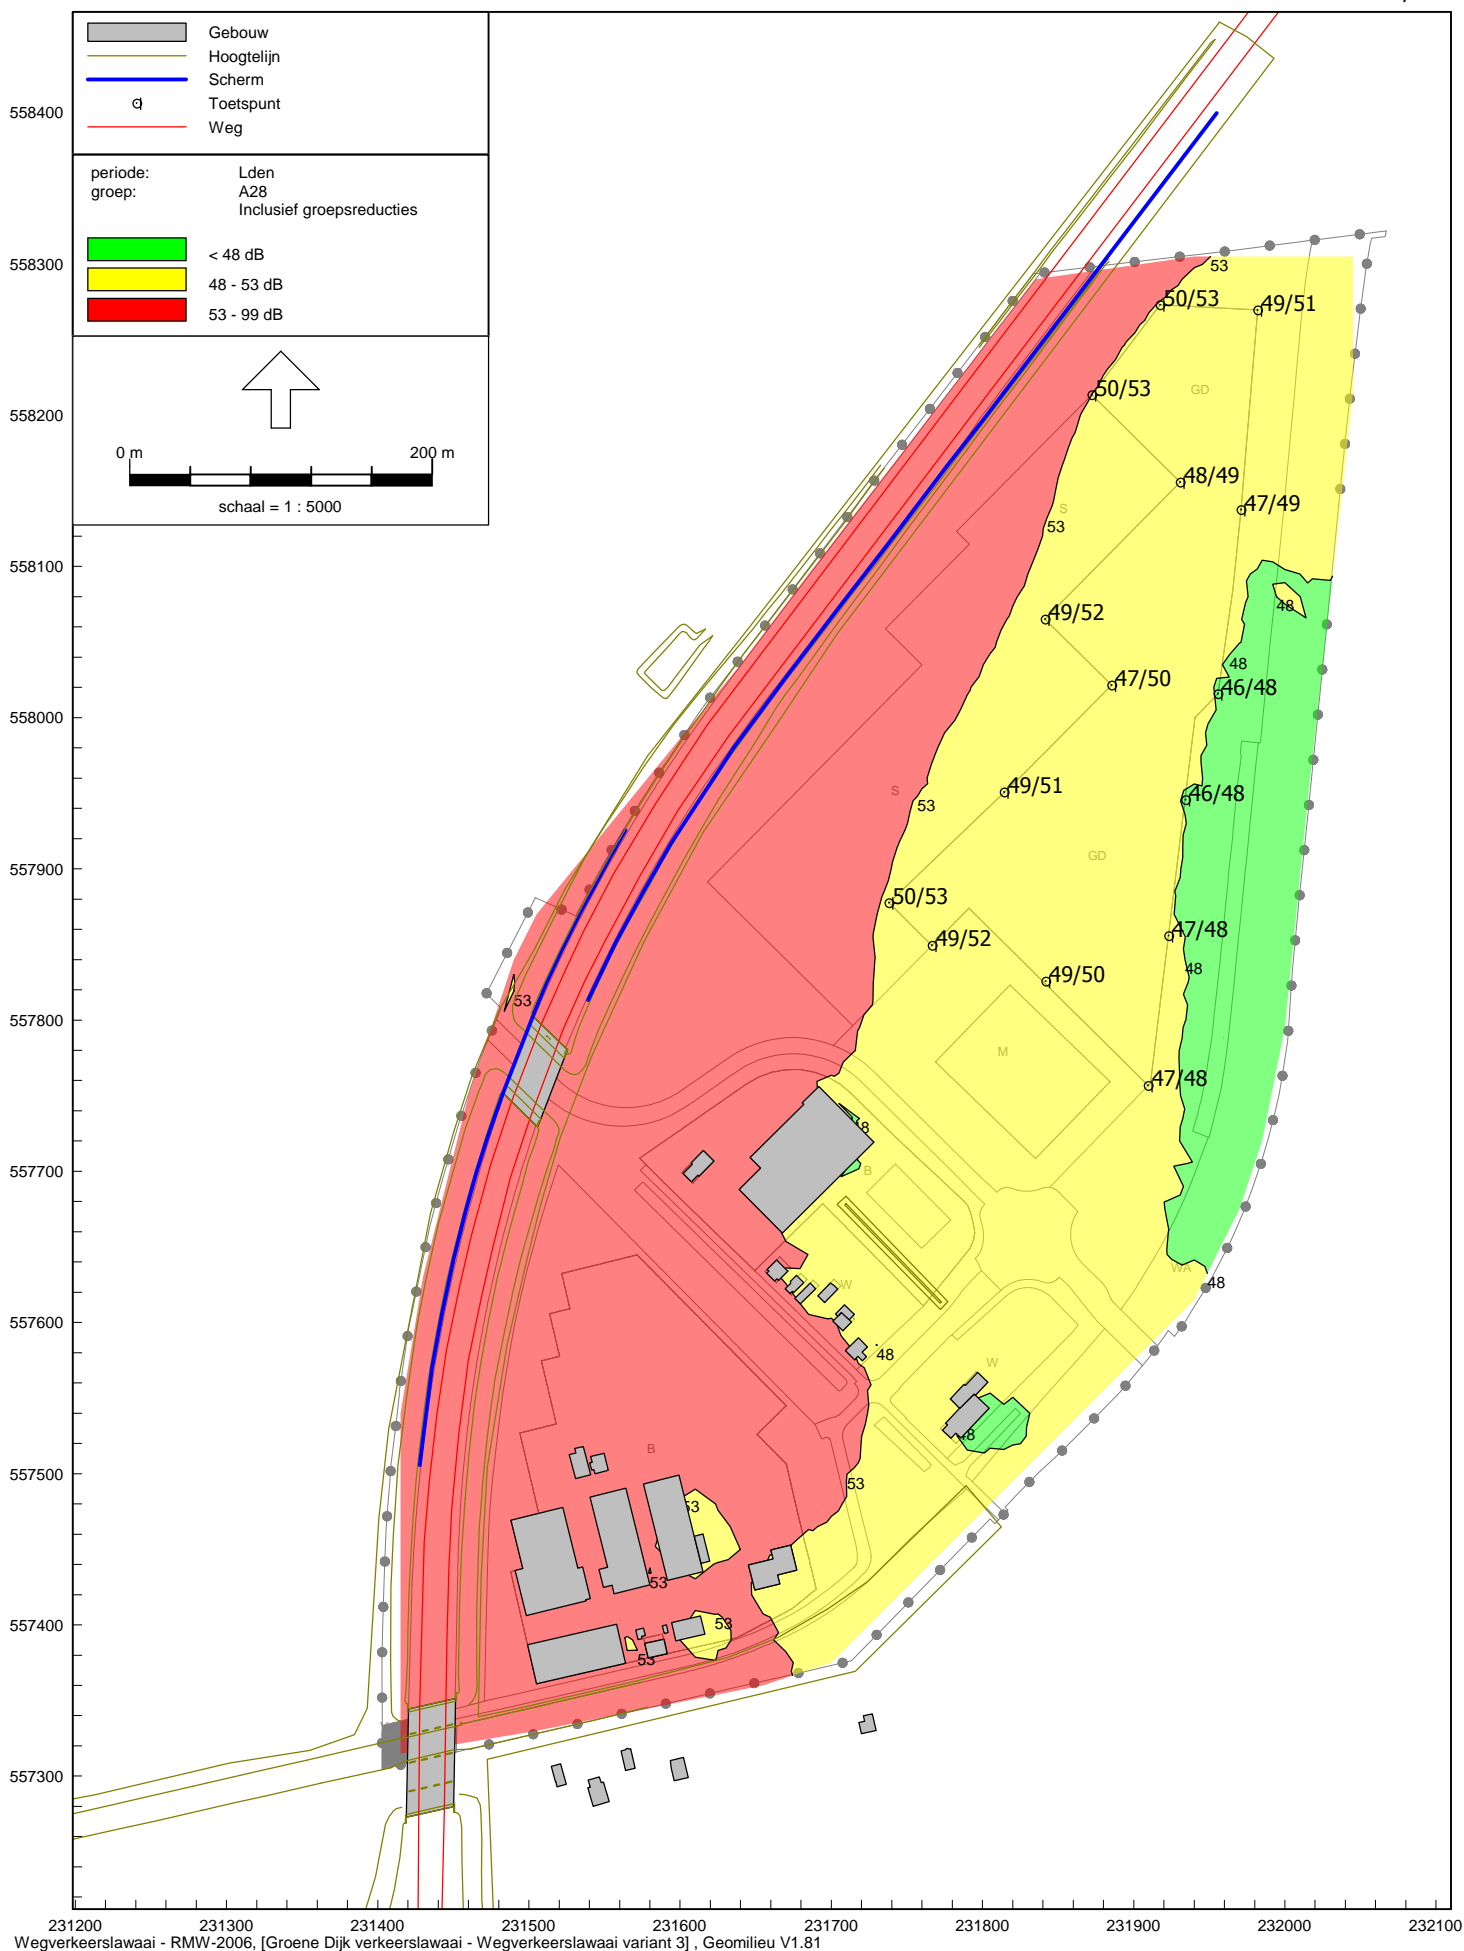 Gebouw
Hoogtelijn
Scherm
Toetspunt
Weg
periode: Lden
groep: A28
Inclusief groepsreducties
< 48 dB
48 - 53 dB
53 - 99 dB
0 m 200 m
schaal = 1 : 5000
558400
558300
558200
558100
558000
557900
557800
557700
557600
557500
557400
557300
53
50/53
49/51
50/53
GD
48/49
47/49
S
53
48
49/52
48
47/50
46/48
49/51
46/48
S
53
GD
50/53
47/48
49/52
48
49/50
53
M
47/48
48
B
WA
48
W
48
W
48
53
B
53
53
53
53
231200 231300 231400 231500 231600 231700 231800 231900 232000 232100
Wegverkeerslawaai - RMW-2006, [Groene Dijk verkeerslawaai - Wegverkeerslawaai variant 3] , Geomilieu V1.81